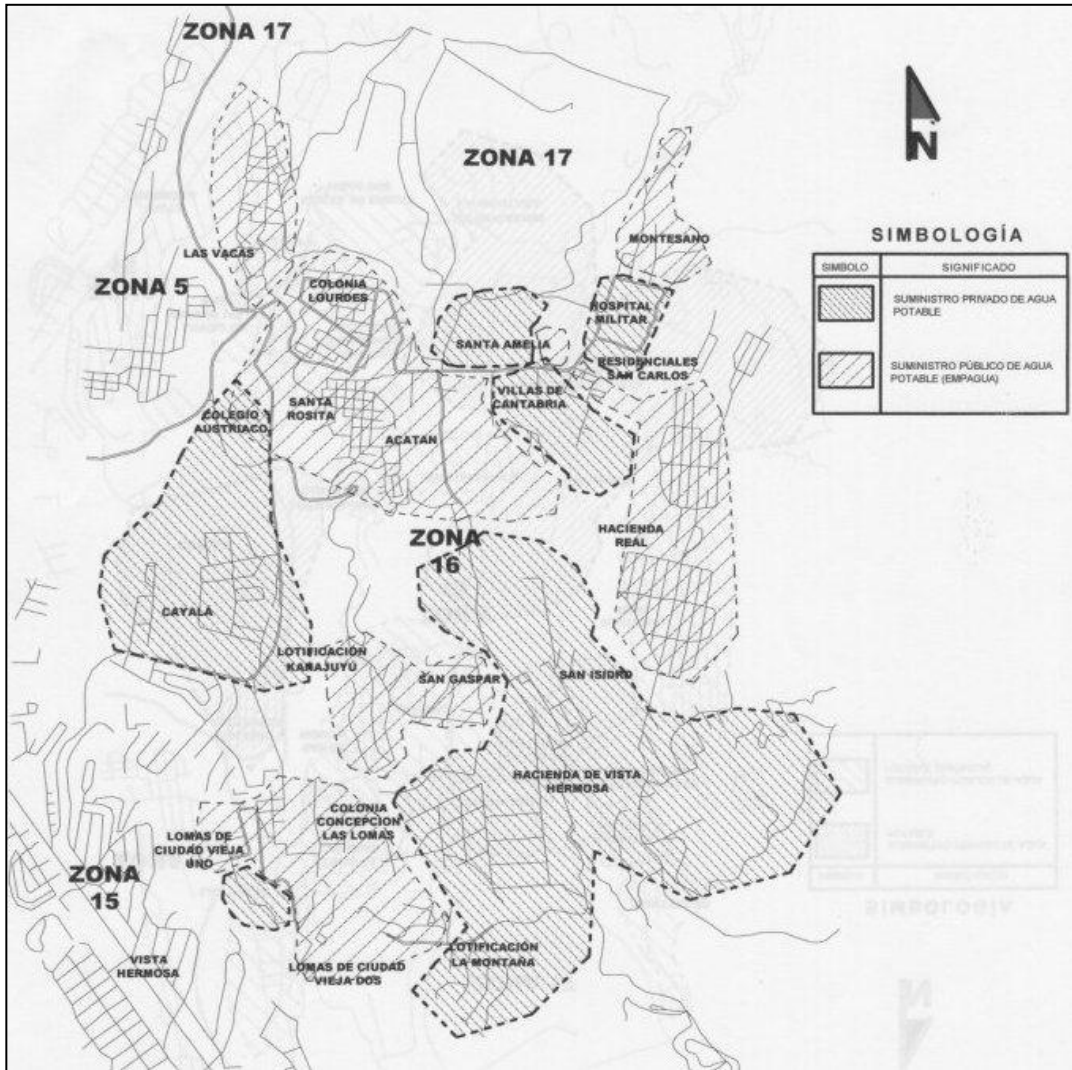 ZONA 17
ZONA 17
N
MONTESANO
LAS VACAS
SIMBOLOGÍA
SIMBOLO
SIGNIFICADO
SUMINISTRO PRIVADO DE AGUA
POTABLE
SUMINISTRO PÚBLICO DE AGUA
POTABLE (EMPAGUA)
ZONA 5
COLONIA
LOURDES
HOSPITAL
MILITAR
SANTA AMELIA
RESIDENCIALES
SAN CARLOS
VILLAS DE
CANTABRIA
SANTA
ROSITA
COLEGIO
AUSTRIACO
ACATAN
HACIENDA
REAL
ZONA
16
CAYALÁ
LOTIFICACIÓN
KANAJUYÚ
SAN GASPAR
SAN ISIDRO
HACIENDA DE VISTA
HERMOSA
COLONIA
CONCEPCION
LAS LOMAS
LOMAS DE
CIUDAD VIEJA
UNO
ZONA
15
VISTA
HERMOSA
LOTIFICACIÓN
LA MONTAÑA
LOMAS DE CIUDAD
VIEJA DOS